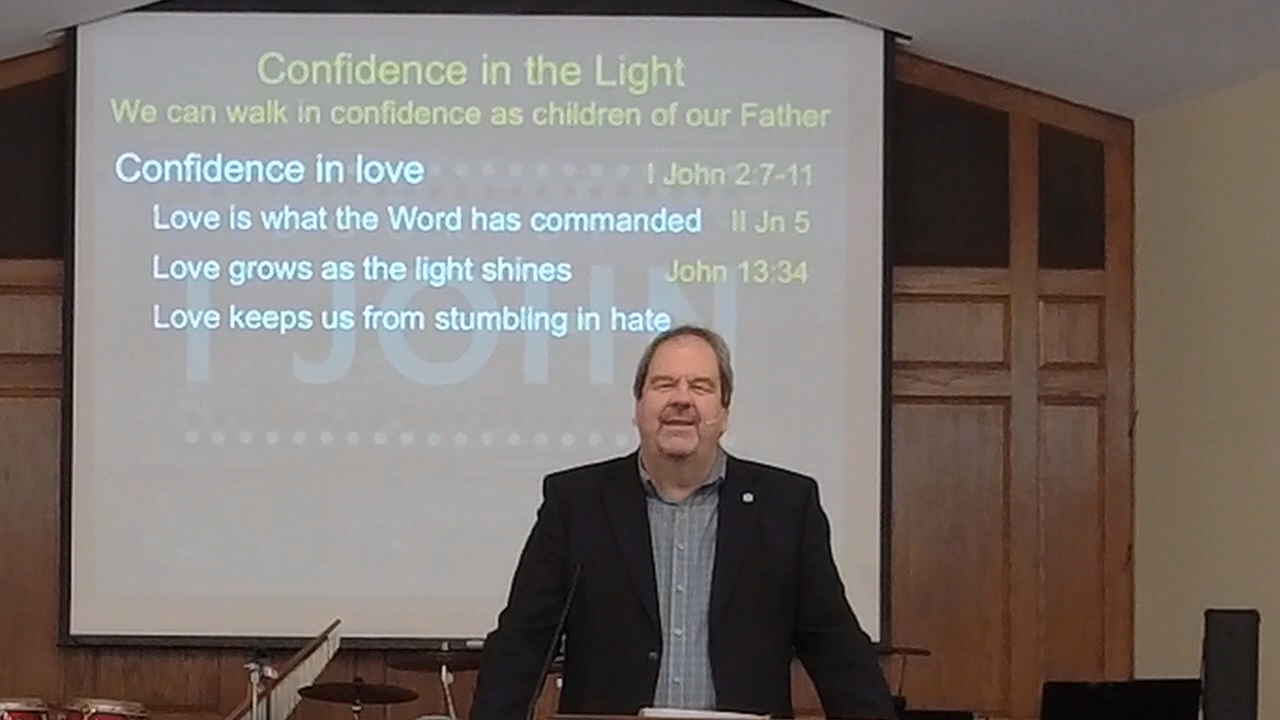 Confidence in the Light
We can walk in confidence as children of our Father
Confidence in love I John 2:7-11
Love is what the Word has commanded II Jn 5
Love grows as the light shines John 13:34
Love keeps us from stumbling in hate
I JOHN